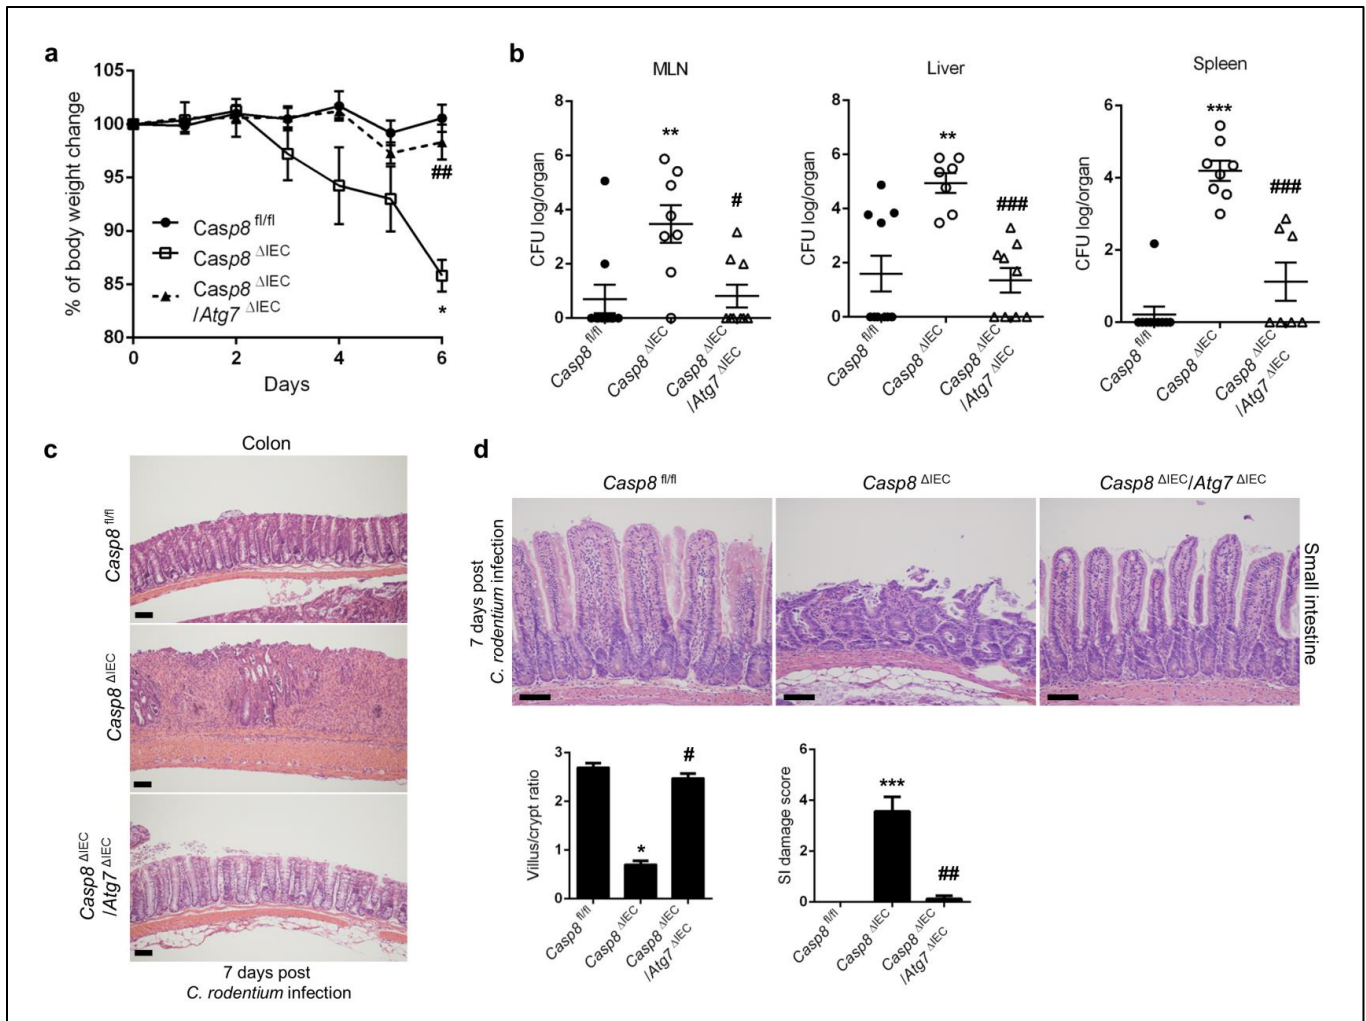 a
105
100
95
90
85
80
% of body weight change
0
2
4
6
Days
##
*
Casp8 fl/fl
Casp8 ΔIEC
Casp8 ΔIEC
/Atg7 ΔIEC
b
MLN
8
6
4
2
0
CFU log/organ
**
#
Casp8 fl/fl
Casp8 ΔIEC
Casp8 ΔIEC
/Atg7 ΔIEC
Liver
8
6
4
2
0
CFU log/organ
**
###
Casp8 fl/fl
Casp8 ΔIEC
Casp8 ΔIEC
/Atg7 ΔIEC
Spleen
6
4
2
0
CFU log/organ
***
###
Casp8 fl/fl
Casp8 ΔIEC
Casp8 ΔIEC
/Atg7 ΔIEC
c
Colon
Casp8 fl/fl
Casp8 ΔIEC
Casp8 ΔIEC
/Atg7 ΔIEC
7 days post
C. rodentium infection
d
Casp8 fl/fl
Casp8 ΔIEC
Casp8 ΔIEC/Atg7 ΔIEC
7 days post
C. rodentium infection
Small intestine
3
2
1
0
Villus/crypt ratio
*
#
Casp8 fl/fl
Casp8 ΔIEC
Casp8 ΔIEC
/Atg7 ΔIEC
6
4
2
0
SI damage score
***
##
Casp8 fl/fl
Casp8 ΔIEC
Casp8 ΔIEC
/Atg7 ΔIEC